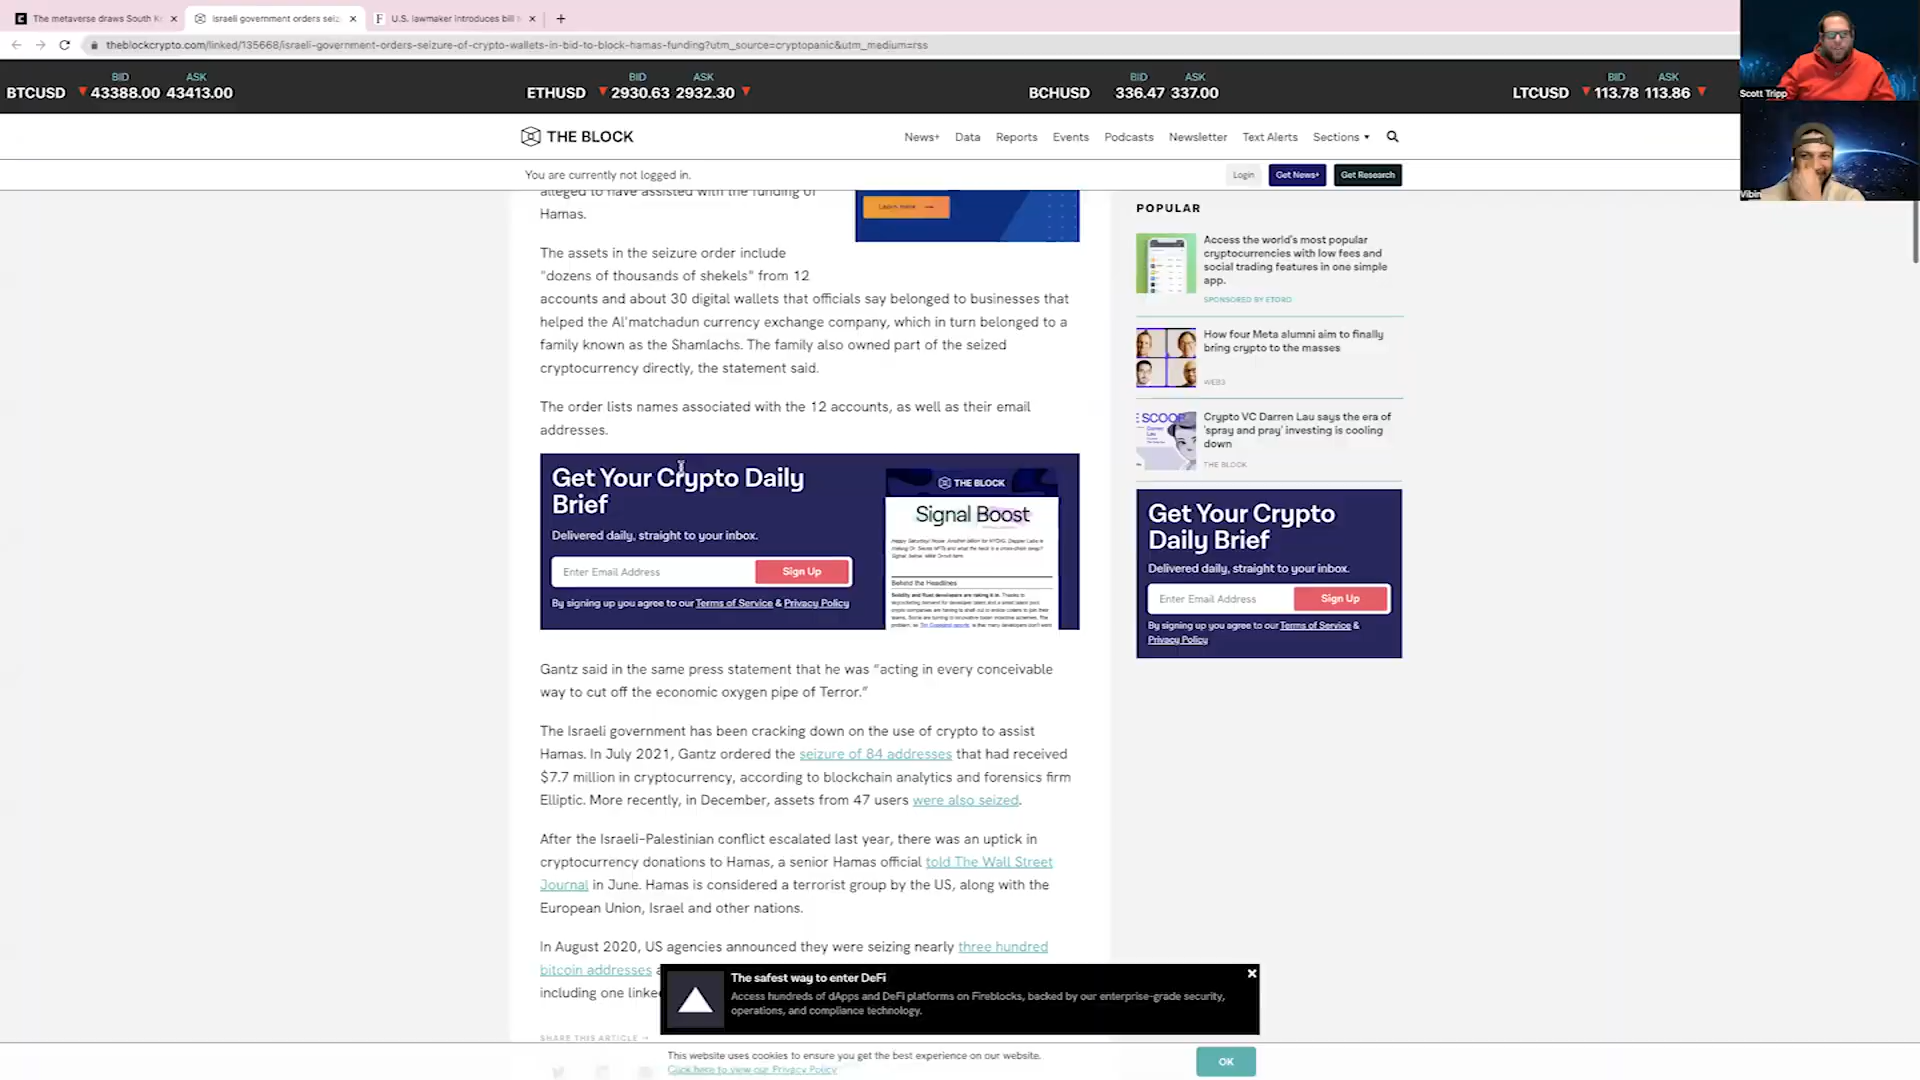 The metaverse draws South K
Israeli government orders seiz
U.S. lawmaker introduces bill t
theblockcrypto.com/linked/135668/israeli-government-orders-seizure-of-crypto-wallets-in-bid-to-block-hamas-funding?utm_source=cryptopanic&utm_medium=rss
BTCUSD BID 43388.00 ASK 43413.00
ETHUSD BID 2930.63 ASK 2932.30
BCHUSD BID 336.47 ASK 337.00
LTCUSD BID 113.78 ASK 113.86
Scott Tripp
Vibin
THE BLOCK
News+ Data Reports Events Podcasts Newsletter Text Alerts Sections
You are currently not logged in.
Login Get News+ Get Research
alleged to have assisted with the funding of
Hamas.
Learn more
The assets in the seizure order include
"dozens of thousands of shekels" from 12
accounts and about 30 digital wallets that officials say belonged to businesses that
helped the Al'matchadun currency exchange company, which in turn belonged to a
family known as the Shamlachs. The family also owned part of the seized
cryptocurrency directly, the statement said.
The order lists names associated with the 12 accounts, as well as their email
addresses.
Get Your Crypto Daily
Brief
Delivered daily, straight to your inbox.
Enter Email Address Sign Up
By signing up you agree to our Terms of Service & Privacy Policy
THE BLOCK
Signal Boost
Behind the Headlines
Gantz said in the same press statement that he was “acting in every conceivable
way to cut off the economic oxygen pipe of Terror.”
The Israeli government has been cracking down on the use of crypto to assist
Hamas. In July 2021, Gantz ordered the seizure of 84 addresses that had received
$7.7 million in cryptocurrency, according to blockchain analytics and forensics firm
Elliptic. More recently, in December, assets from 47 users were also seized.
After the Israeli-Palestinian conflict escalated last year, there was an uptick in
cryptocurrency donations to Hamas, a senior Hamas official told The Wall Street
Journal in June. Hamas is considered a terrorist group by the US, along with the
European Union, Israel and other nations.
In August 2020, US agencies announced they were seizing nearly three hundred
bitcoin addresses
including one linke
SHARE THIS ARTICLE
POPULAR
Access the world's most popular
cryptocurrencies with low fees and
social trading features in one simple
app.
SPONSORED BY ETORO
How four Meta alumni aim to finally
bring crypto to the masses
WEB3
SCOOP
Darren
Lau
Crypto VC Darren Lau says the era of
'spray and pray' investing is cooling
down
THE BLOCK
Get Your Crypto
Daily Brief
Delivered daily, straight to your inbox.
Enter Email Address Sign Up
By signing up you agree to our Terms of Service &
Privacy Policy
The safest way to enter DeFi
Access hundreds of dApps and DeFi platforms on Fireblocks, backed by our enterprise-grade security,
operations, and compliance technology.
This website uses cookies to ensure you get the best experience on our website.
Click here to view our Privacy Policy
OK